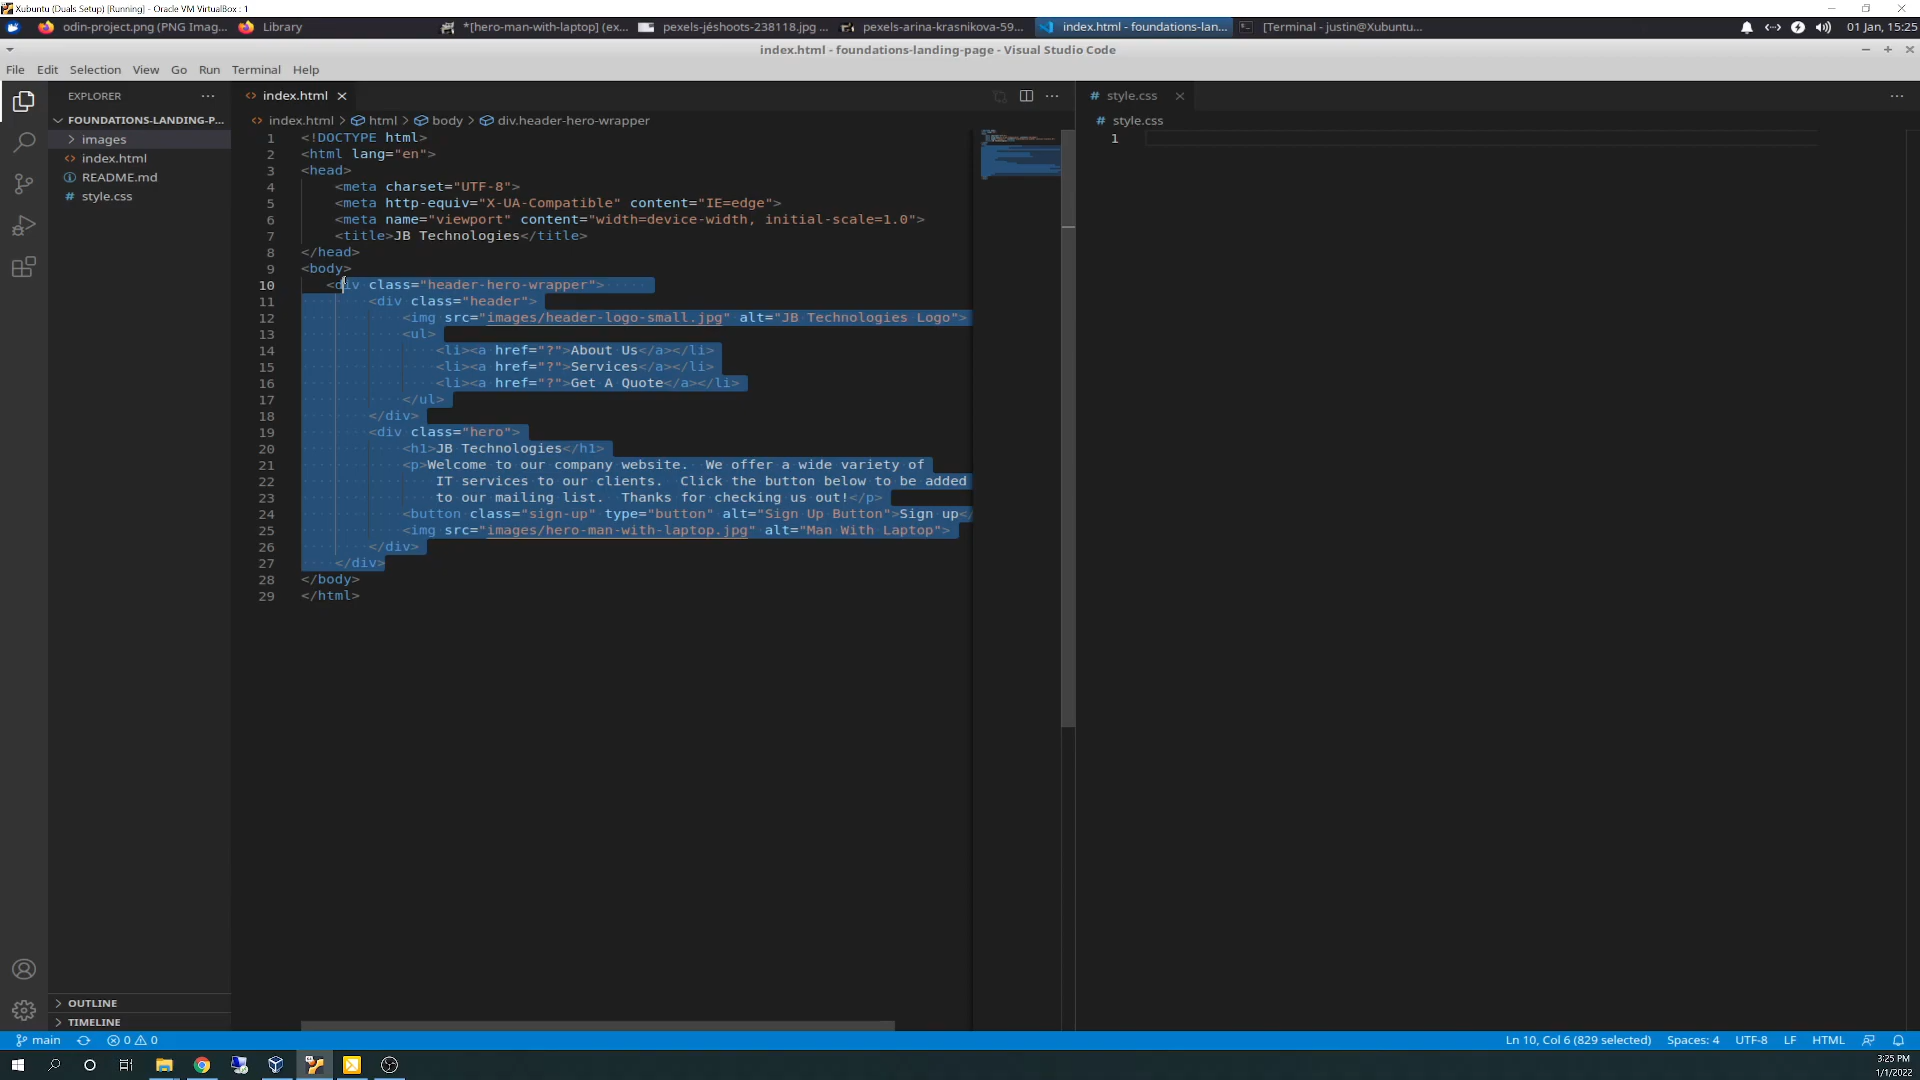 Xubuntu (Duals Setup) [Running] - Oracle VM VirtualBox : 1
odin-project.png (PNG Imag... Library *[hero-man-with-laptop] (ex... pexels-jéshoots-238118.jpg ... pexels-arina-krasnikova-59... index.html - foundations-lan... [Terminal - justin@Xubuntu... 01 Jan, 15:25
index.html - foundations-landing-page - Visual Studio Code
File Edit Selection View Go Run Terminal Help
EXPLORER ... index.html style.css
FOUNDATIONS-LANDING-P... index.html > html > body > div.header-hero-wrapper style.css
images
index.html
README.md
style.css
1 <!DOCTYPE html>
2 <html lang="en">
3 <head>
4 <meta charset="UTF-8">
5 <meta http-equiv="X-UA-Compatible" content="IE=edge">
6 <meta name="viewport" content="width=device-width, initial-scale=1.0">
7 <title>JB Technologies</title>
8 </head>
9 <body>
10 <div class="header-hero-wrapper">
11 <div class="header">
12 <img src="images/header-logo-small.jpg" alt="JB Technologies Logo">
13 <ul>
14 <li><a href="?">About Us</a></li>
15 <li><a href="?">Services</a></li>
16 <li><a href="?">Get A Quote</a></li>
17 </ul>
18 </div>
19 <div class="hero">
20 <h1>JB Technologies</h1>
21 <p>Welcome to our company website. We offer a wide variety of
22 IT services to our clients. Click the button below to be added
23 to our mailing list. Thanks for checking us out!</p>
24 <button class="sign-up" type="button" alt="Sign Up Button">Sign up</
25 <img src="images/hero-man-with-laptop.jpg" alt="Man With Laptop">
26 </div>
27 </div>
28 </body>
29 </html>
1
OUTLINE
TIMELINE
main 0 0 Ln 10, Col 6 (829 selected) Spaces: 4 UTF-8 LF HTML
3:25 PM
1/1/2022